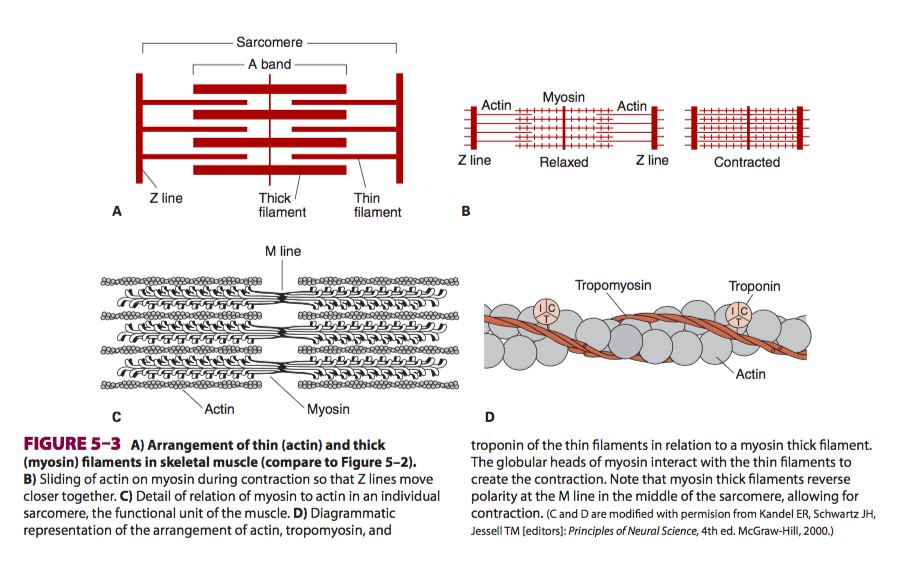 Sarcomere
A band
Z line
Thick
filament
Thin
filament
A
Actin
Myosin
Actin
Z line
Relaxed
Z line
Contracted
B
M line
Actin
Myosin
C
Tropomyosin
Troponin
I C
T
I C
T
Actin
D
FIGURE 5–3 A) Arrangement of thin (actin) and thick
(myosin) filaments in skeletal muscle (compare to Figure 5–2).
B) Sliding of actin on myosin during contraction so that Z lines move
closer together. C) Detail of relation of myosin to actin in an individual
sarcomere, the functional unit of the muscle. D) Diagrammatic
representation of the arrangement of actin, tropomyosin, and
troponin of the thin filaments in relation to a myosin thick filament.
The globular heads of myosin interact with the thin filaments to
create the contraction. Note that myosin thick filaments reverse
polarity at the M line in the middle of the sarcomere, allowing for
contraction. (C and D are modified with permision from Kandel ER, Schwartz JH,
Jessell TM [editors]: Principles of Neural Science, 4th ed. McGraw-Hill, 2000.)